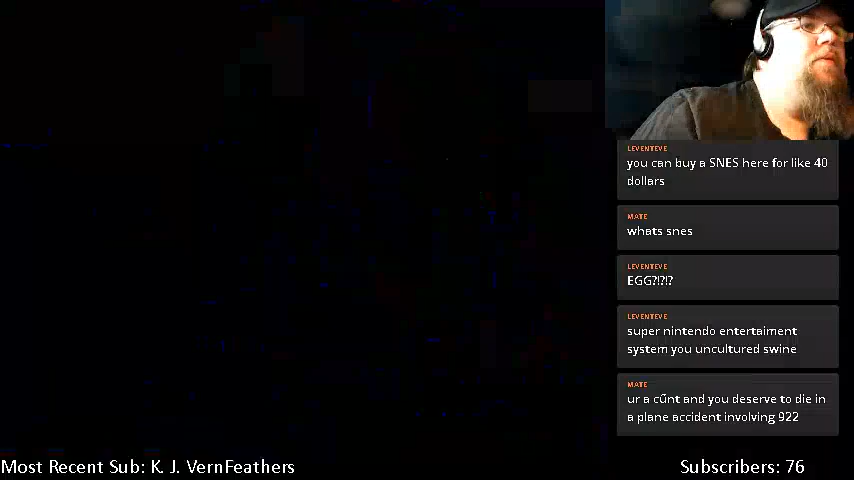 LEVENTEVE
you can buy a SNES here for like 40
dollars
MATE
whats snes
LEVENTEVE
EGG?!?!?
LEVENTEVE
super nintendo entertaiment
system you uncultured swine
MATE
ur a cűnt and you deserve to die in
a plane accident involving 922
Most Recent Sub: K. J. VernFeathers
Subscribers: 76